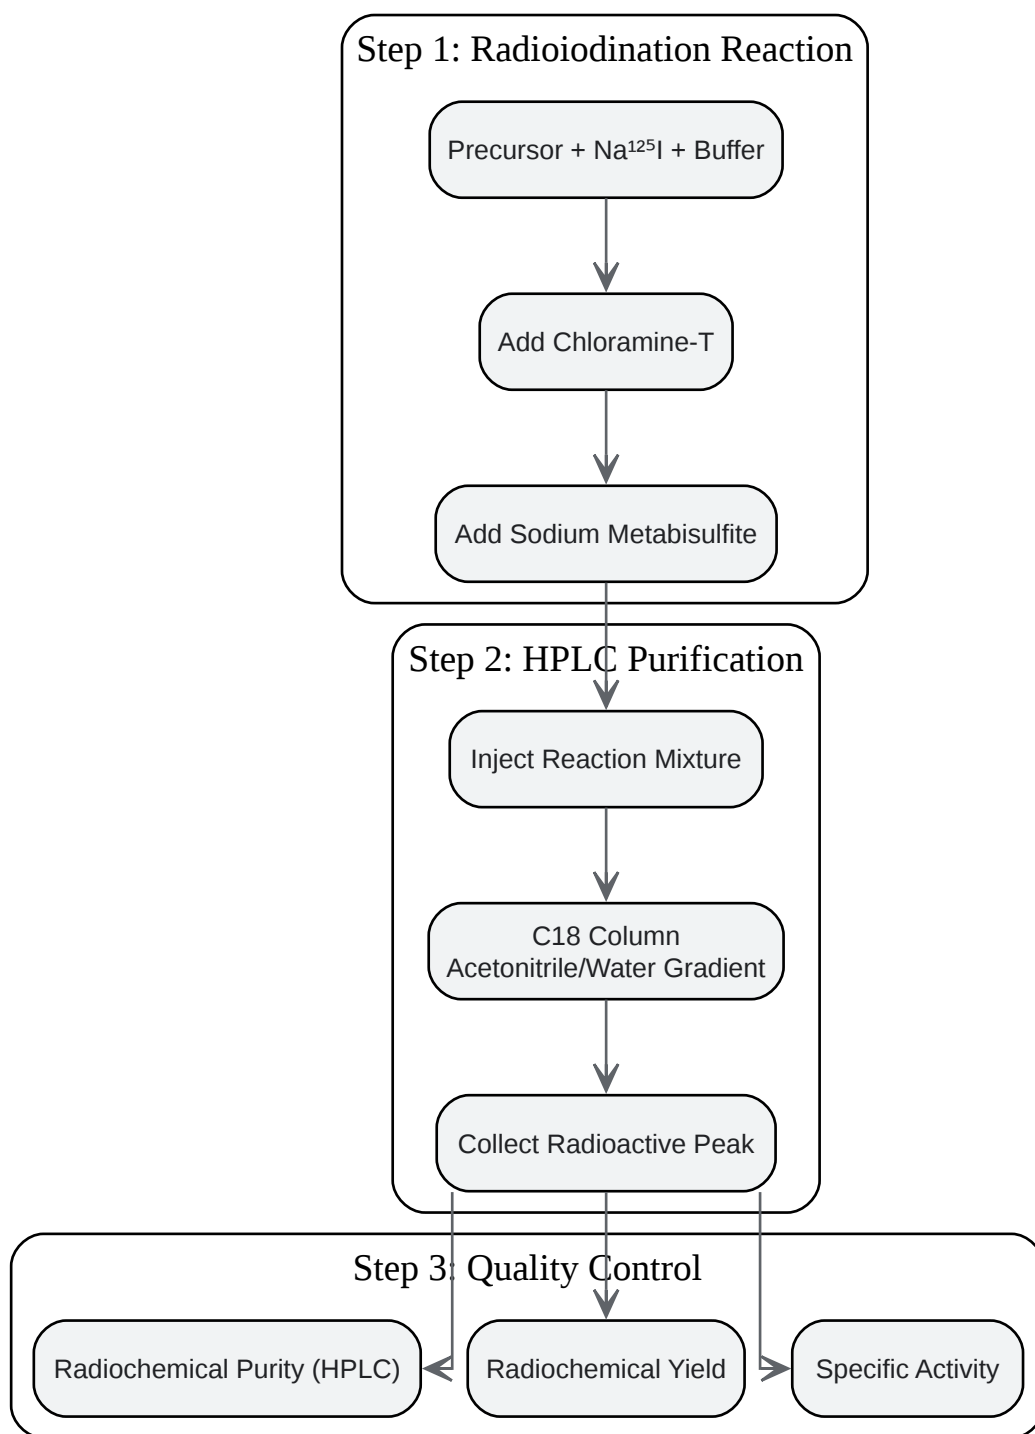 Step 1: Radioiodination Reaction
Precursor + Na¹²⁵I + Buffer
Add Chloramine-T
Add Sodium Metabisulfite
Step 2: HPLC Purification
Inject Reaction Mixture
C18 Column
Acetonitrile/Water Gradient
Collect Radioactive Peak
Step 3: Quality Control
Radiochemical Purity (HPLC)
Radiochemical Yield
Specific Activity